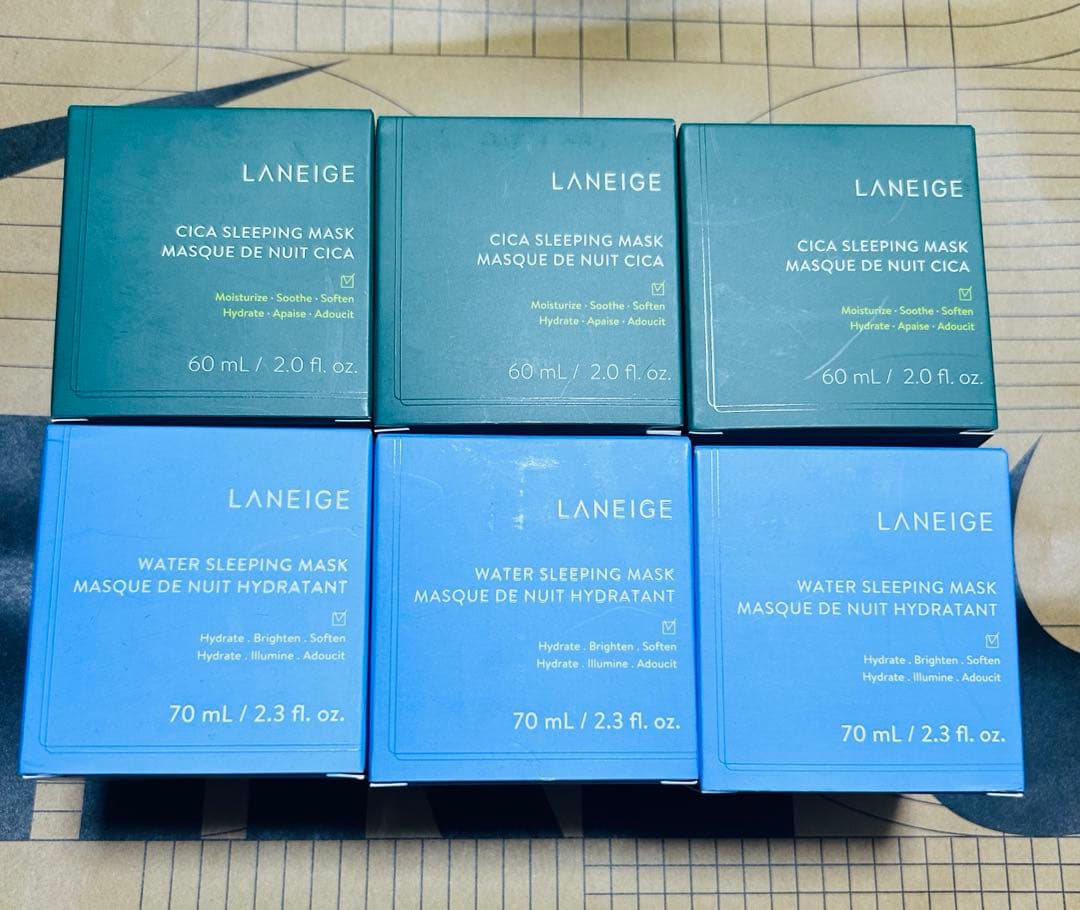 LANEIGE
CICA SLEEPING MASK
MASQUE DE NUIT CICA
Moisturize · Soothe · Soften
Hydrate · Apaise · Adoucit
60 mL / 2.0 fl. oz.
LANEIGE
CICA SLEEPING MASK
MASQUE DE NUIT CICA
Moisturize · Soothe · Soften
Hydrate · Apaise · Adoucit
60 mL / 2.0 fl. oz.
LANEIGE
CICA SLEEPING MASK
MASQUE DE NUIT CICA
Moisturize · Soothe · Soften
Hydrate · Apaise · Adoucit
60 mL / 2.0 fl. oz.
LANEIGE
WATER SLEEPING MASK
MASQUE DE NUIT HYDRATANT
Hydrate . Brighten . Soften
Hydrate . Illumine . Adoucit
70 mL / 2.3 fl. oz.
LANEIGE
WATER SLEEPING MASK
MASQUE DE NUIT HYDRATANT
Hydrate . Brighten . Soften
Hydrate . Illumine . Adoucit
70 mL / 2.3 fl. oz.
LANEIGE
WATER SLEEPING MASK
MASQUE DE NUIT HYDRATANT
Hydrate . Brighten . Soften
Hydrate . Illumine . Adoucit
70 mL / 2.3 fl. oz.